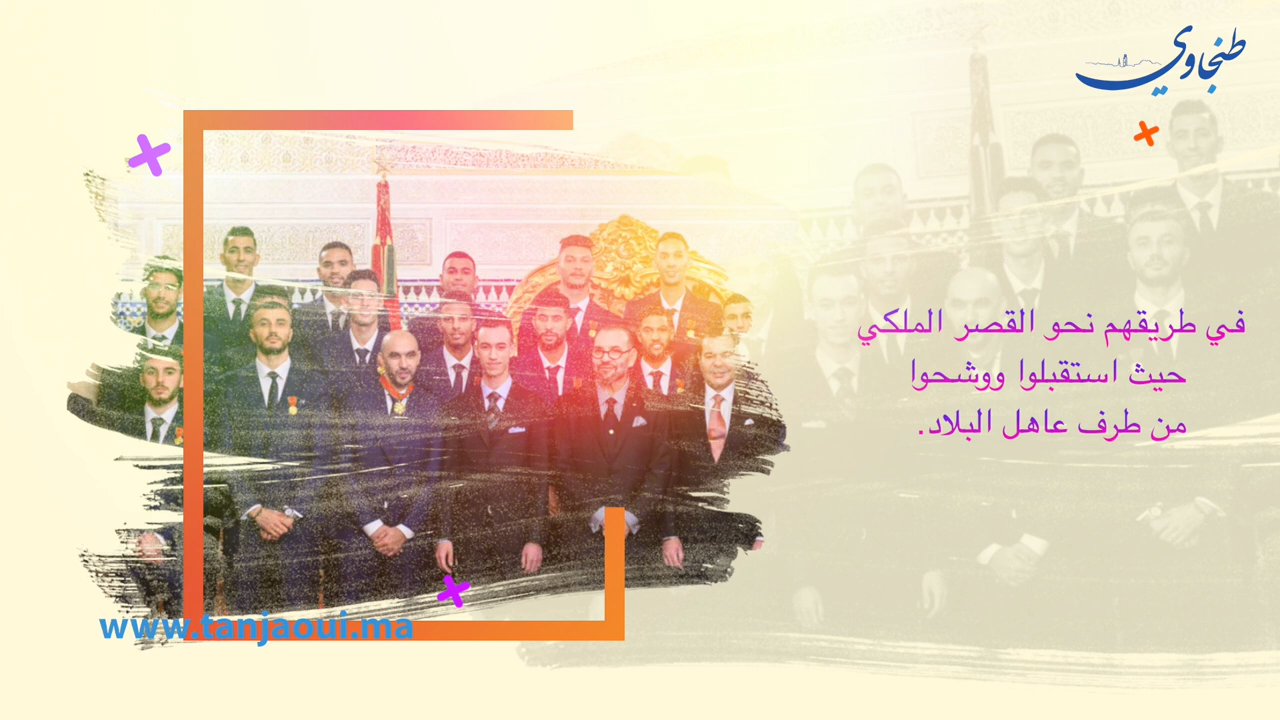 طنجاوي
في طريقهم نحو القصر الملكي
حيث استقبلوا ووشحوا
من طرف عاهل البلاد.
www.tanjaoui.ma